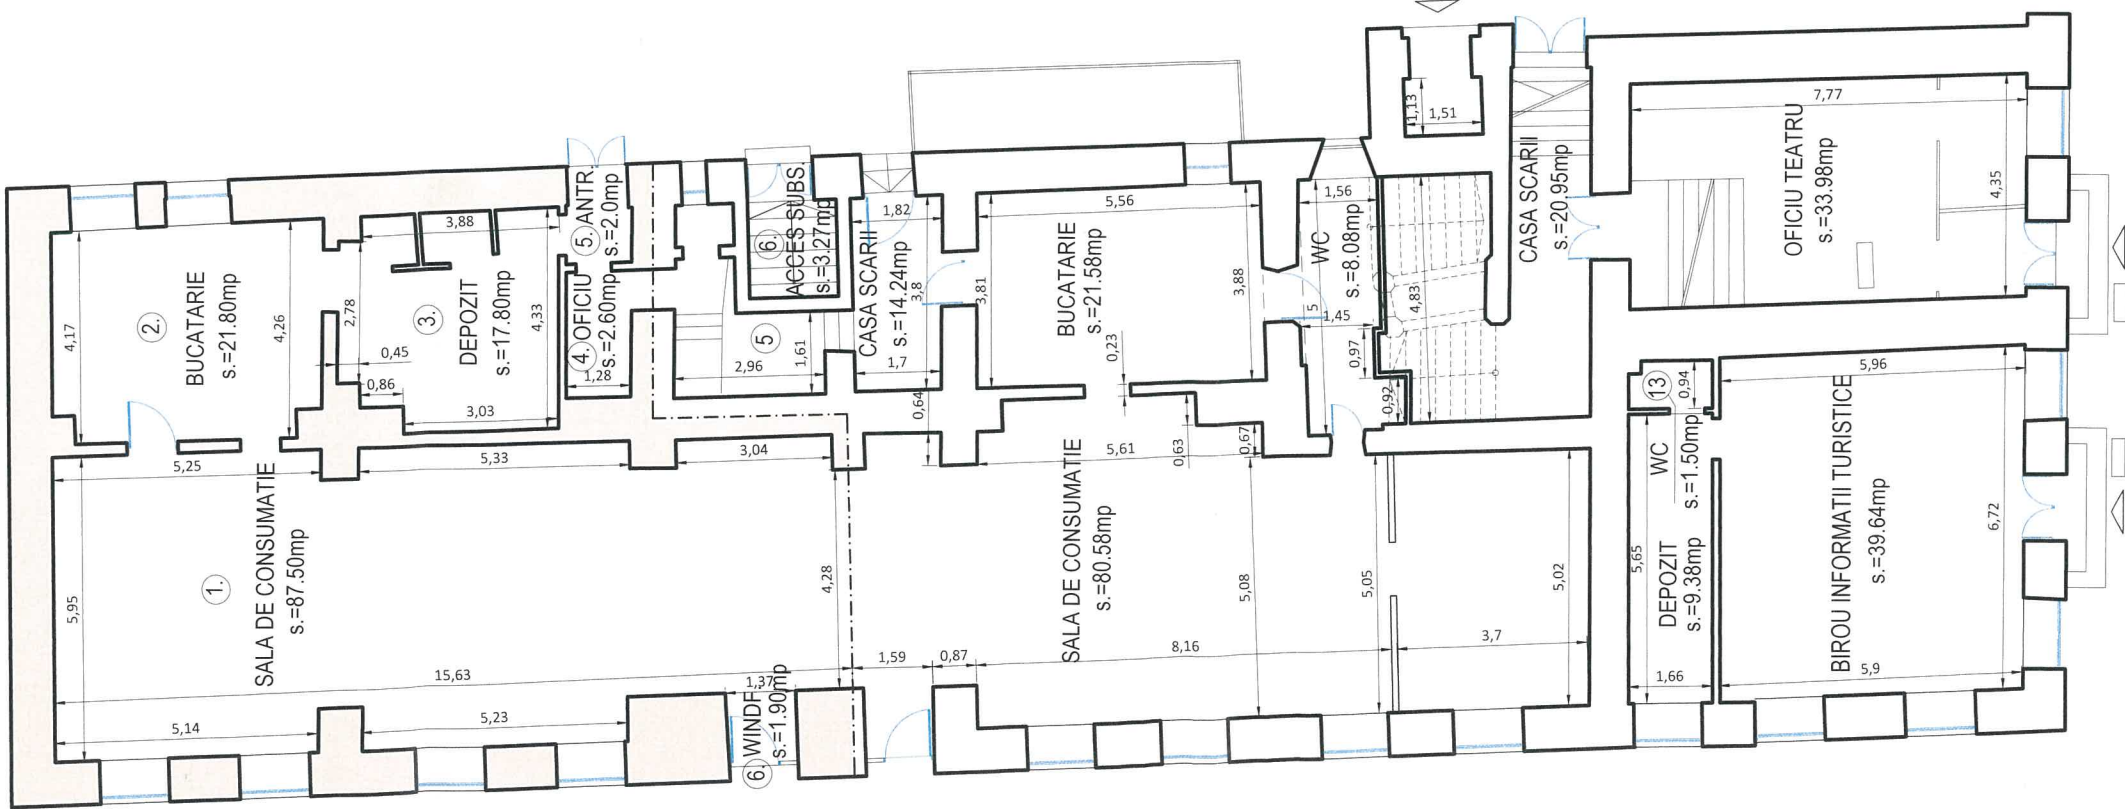 2.
BUCATARIE
s.=21.80mp
4,17
4,26
3,88
2,78
3.
DEPOZIT
s.=17.80mp
4,33
0,45
0,86
3,03
5. ANTR.
s.=2.0mp
4. OFICIU
s.=2.60mp
1,28
6.
ACCES SUBS.
s.=3.27mp
5
2,96
1,61
1,82
CASA SCARII
s.=14.24mp
3,8
1,7
0,64
3,81
5,56
BUCATARIE
s.=21.58mp
3,88
0,23
1,56
WC
s.=8.08mp
5
1,45
0,97
0,92
4,83
1,13
1,51
CASA SCARII
s.=20.95mp
7,77
OFICIU TEATRU
s.=33.98mp
4,35
5,25
5,33
3,04
1.
SALA DE CONSUMATIE
s.=87.50mp
5,95
4,28
15,63
5,14
5,23
1,37
6. WINDF.
s.=1.90mp
1,59
0,87
5,61
0,63
0,67
SALA DE CONSUMATIE
s.=80.58mp
5,08
5,05
8,16
5,02
3,7
13
0,94
WC
s.=1.50mp
5,65
DEPOZIT
s.=9.38mp
1,66
5,96
BIROU INFORMATII TURISTICE
s.=39.64mp
6,72
5,9